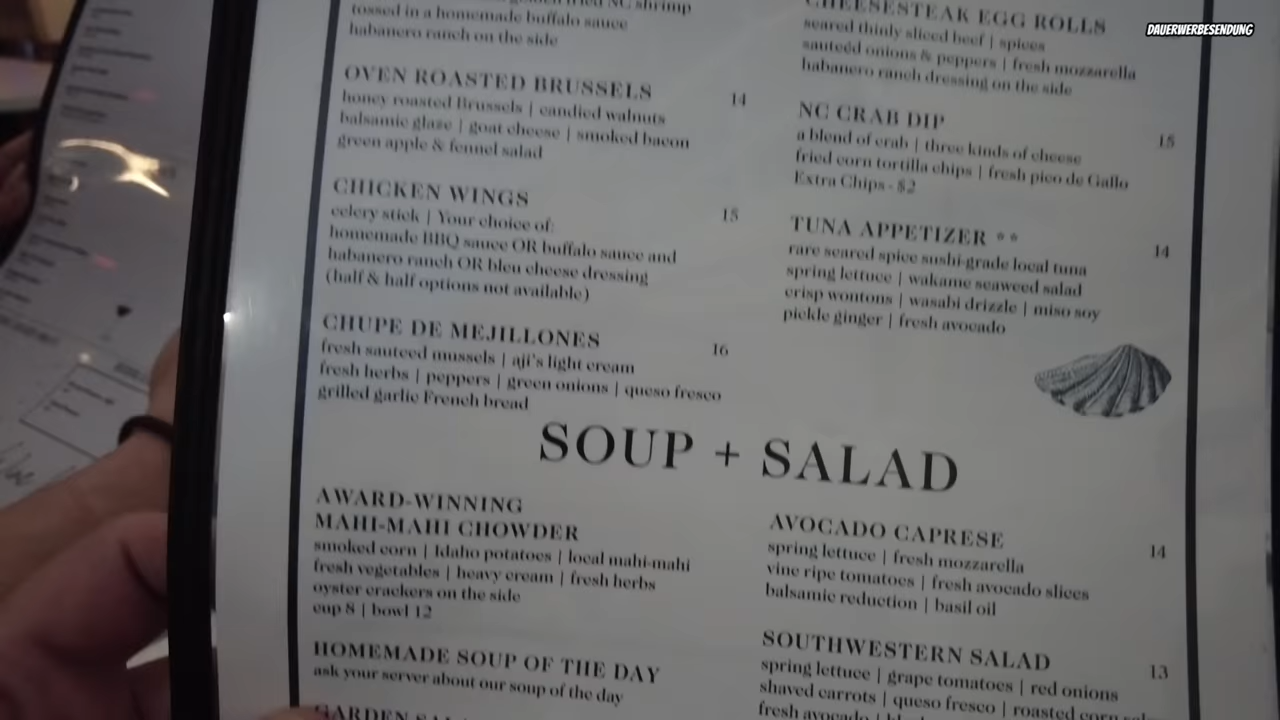 DAUERWERBESENDUNG
fried NC shrimp
tossed in a homemade buffalo sauce
habanero ranch on the side
OVEN ROASTED BRUSSELS 14
honey roasted Brussels | candied walnuts
balsamic glaze | goat cheese | smoked bacon
green apple & fennel salad
CHICKEN WINGS 15
celery stick | Your choice of:
homemade BBQ sauce OR buffalo sauce and
habanero ranch OR bleu cheese dressing
(half & half options not available)
CHUPE DE MEJILLONES 16
fresh sauteed mussels | aji's light cream
fresh herbs | peppers | green onions | queso fresco
grilled garlic French bread
CHEESESTEAK EGG ROLLS
seared thinly sliced beef | spices
sauteéd onions & peppers | fresh mozzarella
habanero ranch dressing on the side
NC CRAB DIP 15
a blend of crab | three kinds of cheese
fried corn tortilla chips | fresh pico de Gallo
Extra Chips - $2
TUNA APPETIZER ** 14
rare seared spice sushi-grade local tuna
spring lettuce | wakame seaweed salad
crisp wontons | wasabi drizzle | miso soy
pickle ginger | fresh avocado
SOUP + SALAD
AWARD-WINNING
MAHI-MAHI CHOWDER
smoked corn | Idaho potatoes | local mahi-mahi
fresh vegetables | heavy cream | fresh herbs
oyster crackers on the side
cup 8 | bowl 12
HOMEMADE SOUP OF THE DAY
ask your server about our soup of the day
GARDEN
AVOCADO CAPRESE 14
spring lettuce | fresh mozzarella
vine ripe tomatoes | fresh avocado slices
balsamic reduction | basil oil
SOUTHWESTERN SALAD 13
spring lettuce | grape tomatoes | red onions
shaved carrots | queso fresco | roasted corn
fresh avocado |